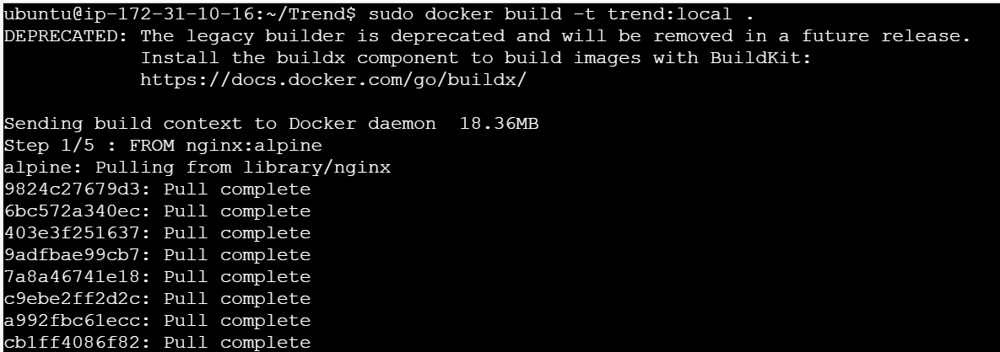 ubuntu@ip-172-31-10-16:~/Trend$ sudo docker build -t trend:local .
DEPRECATED: The legacy builder is deprecated and will be removed in a future release.
            Install the buildx component to build images with BuildKit:
            https://docs.docker.com/go/buildx/

Sending build context to Docker daemon  18.36MB
Step 1/5 : FROM nginx:alpine
alpine: Pulling from library/nginx
9824c27679d3: Pull complete
6bc572a340ec: Pull complete
403e3f251637: Pull complete
9adfbae99cb7: Pull complete
7a8a46741e18: Pull complete
c9ebe2ff2d2c: Pull complete
a992fbc61ecc: Pull complete
cb1ff4086f82: Pull complete